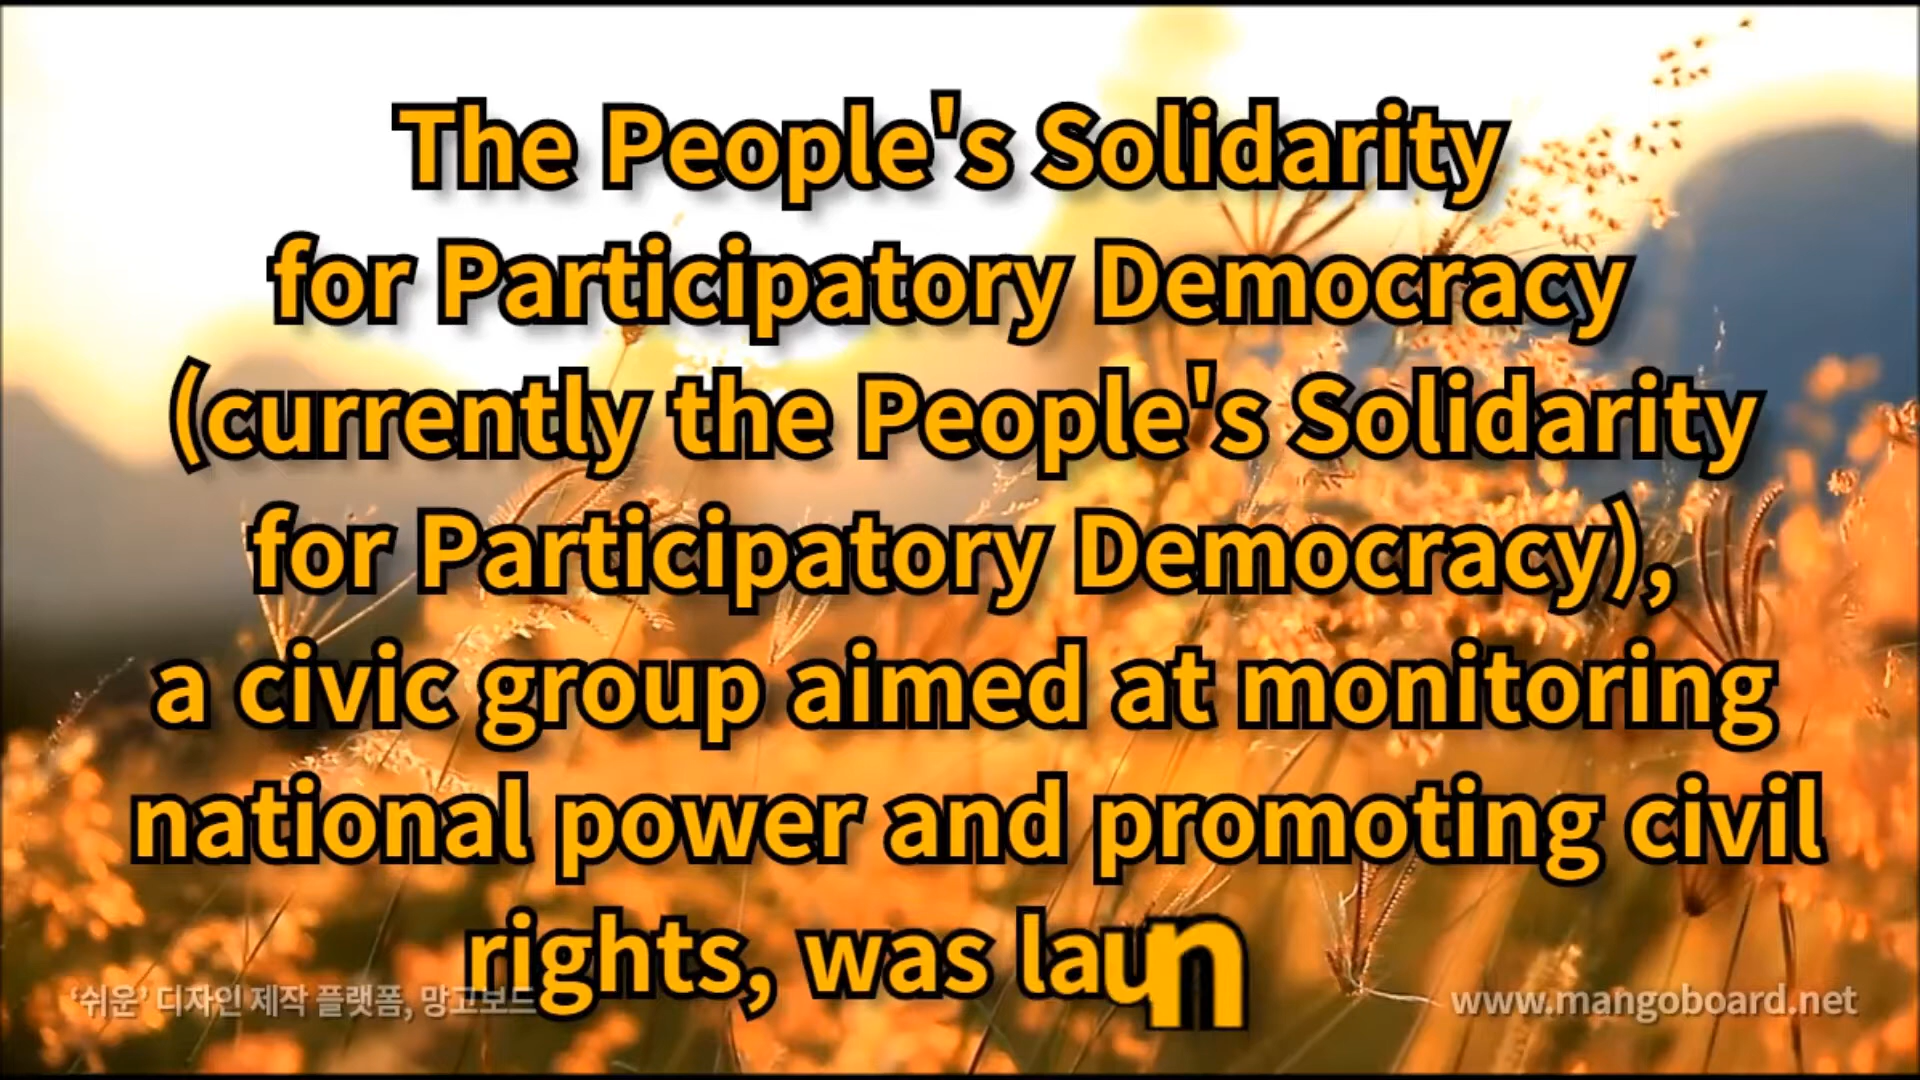 The People's Solidarity
for Participatory Democracy
(currently the People's Solidarity
for Participatory Democracy),
a civic group aimed at monitoring
national power and promoting civil
rights, was laun
‘쉬운’ 디자인 제작 플랫폼, 망고보드
www.mangoboard.net